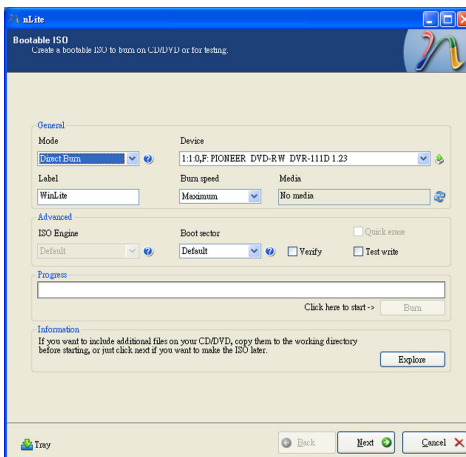 nLite
Bootable ISO
Create a bootable ISO to burn on CD/DVD or for testing.
General
Mode
Device
Direct Burn
1:1:0,F: PIONEER DVD-RW DVR-111D 1.23
Label
Burn speed
Media
WinLite
Maximum
No media
Advanced
ISO Engine
Boot sector
Quick erase
Default
Default
Verify
Test write
Progress
Click here to start ->
Burn
Information
If you want to include additional files on your CD/DVD, copy them to the working directory
before starting, or just click next if you want to make the ISO later.
Explore
Tray
Back
Next
Cancel